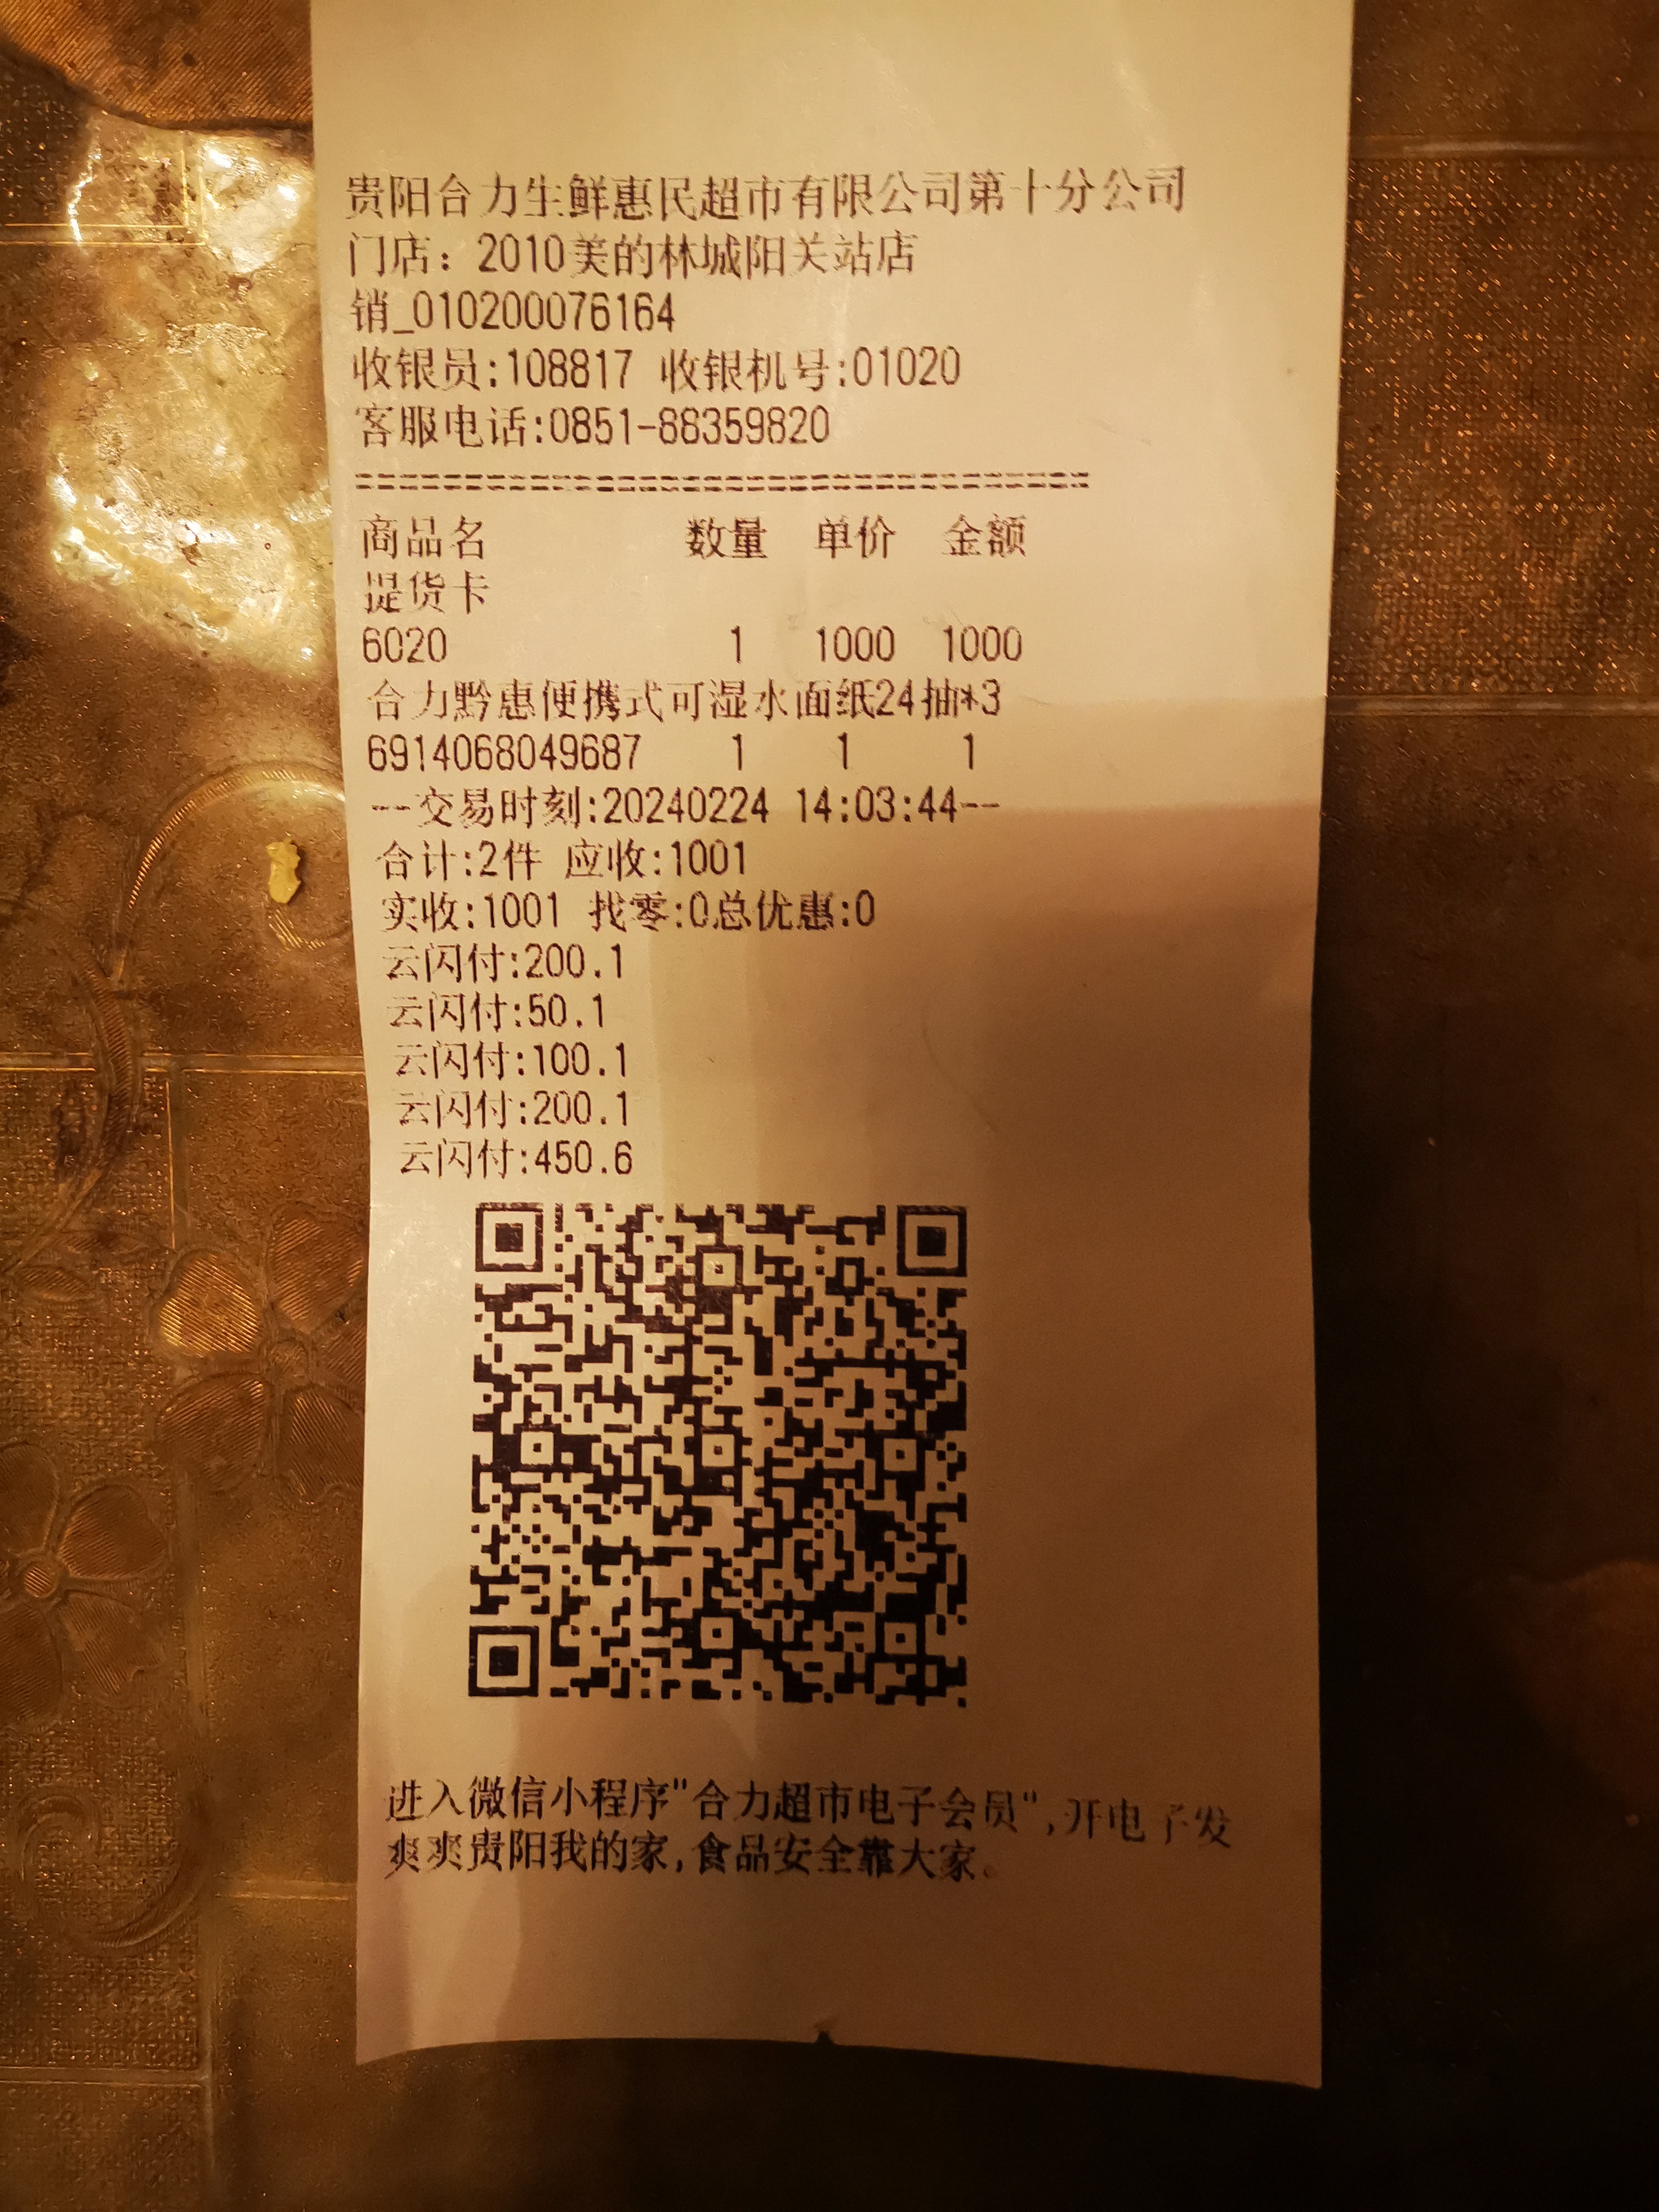 贵阳合力生鲜惠民超市有限公司第十分公司
门店：2010美的林城阳关站店
销_010200076164
收银员:108817 收银机号:01020
客服电话:0851-88359820
========================================
商品名 数量 单价 金额
提货卡
6020 1 1000 1000
合力黔惠便携式可湿水面纸24抽*3
6914068049687 1 1 1
--交易时刻:20240224 14:03:44--
合计:2件 应收:1001
实收:1001 找零:0总优惠:0
云闪付:200.1
云闪付:50.1
云闪付:100.1
云闪付:200.1
云闪付:450.6
进入微信小程序"合力超市电子会员",开电子发
爽爽贵阳我的家,食品安全靠大家。